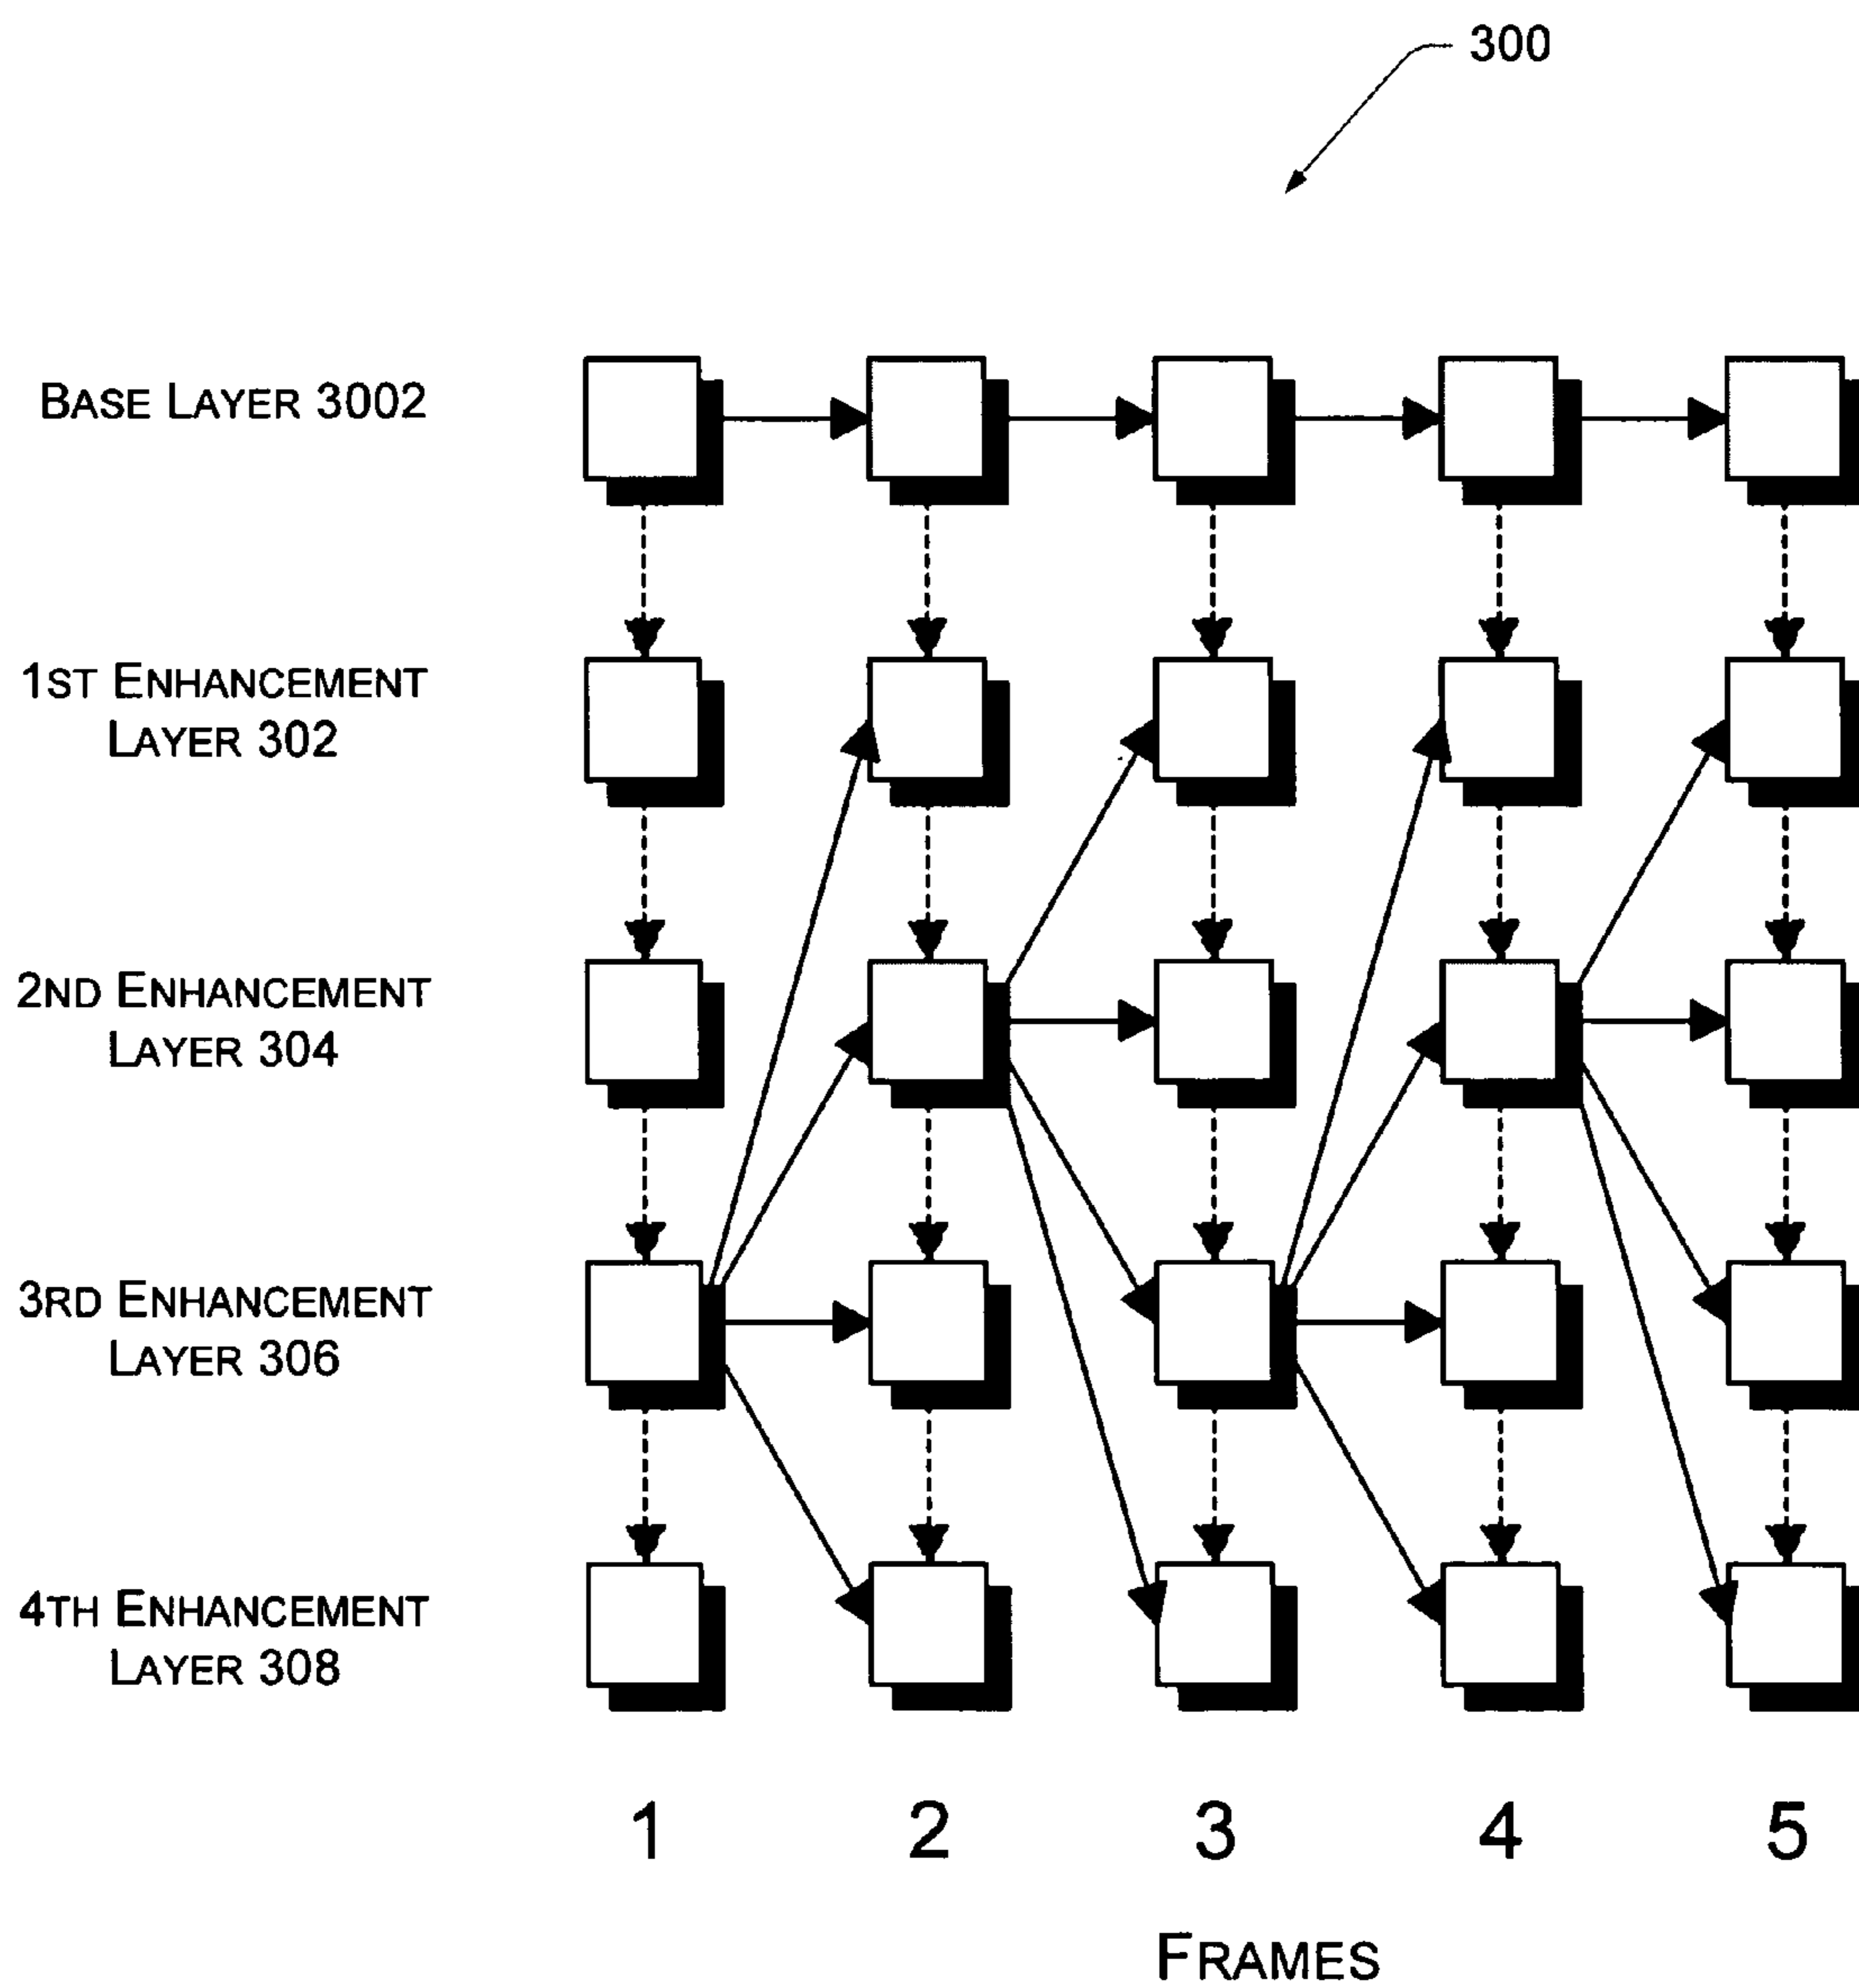 300
BASE LAYER 3002
1ST ENHANCEMENT
LAYER 302
2ND ENHANCEMENT
LAYER 304
3RD ENHANCEMENT
LAYER 306
4TH ENHANCEMENT
LAYER 308
1 2 3 4 5
FRAMES